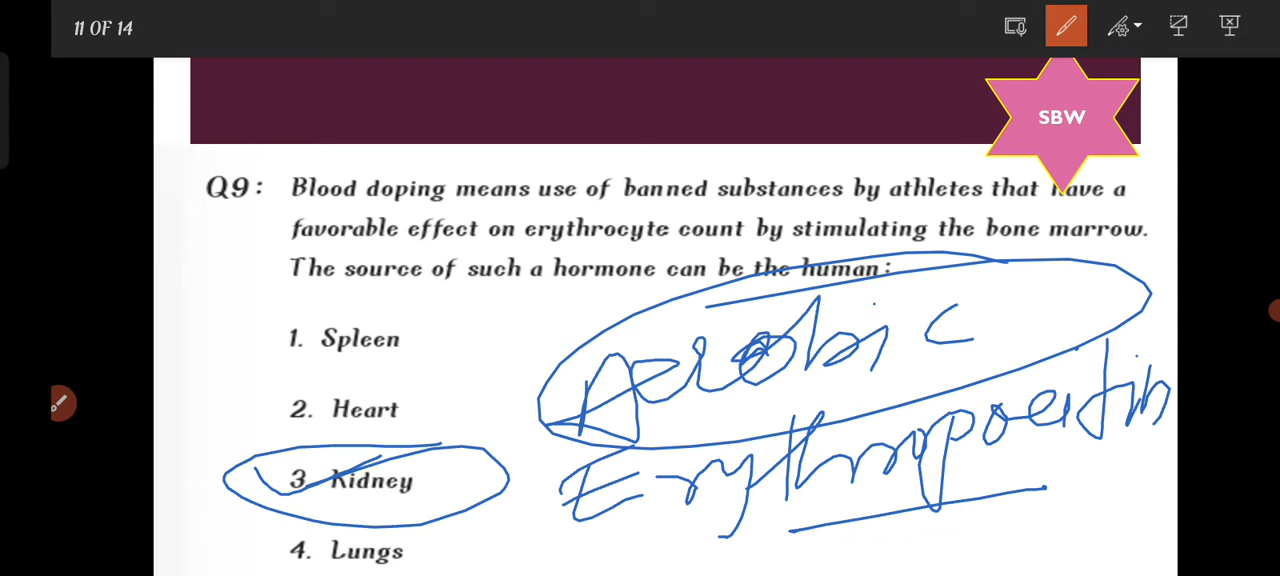 11 OF 14
SBW
Q9: Blood doping means use of banned substances by athletes that have a
favorable effect on erythrocyte count by stimulating the bone marrow.
The source of such a hormone can be the human:
1. Spleen
Aerobic
2. Heart
Erythropoeitin
3. Kidney
4. Lungs